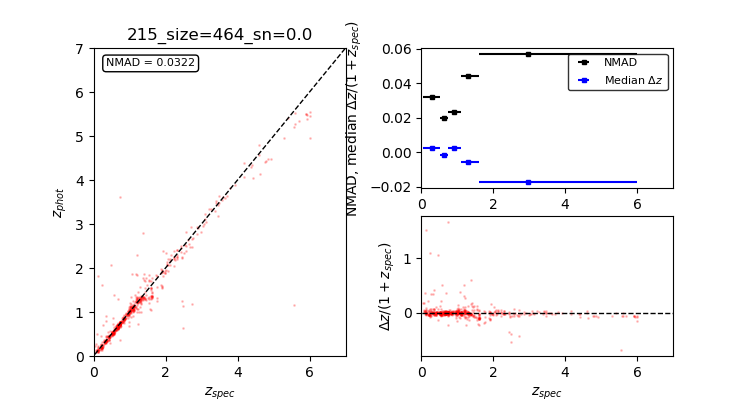 215_size=464_sn=0.0
NMAD = 0.0322
7
6
5
4
3
2
1
0
z_phot
0 2 4 6
z_spec
NMAD, median Δz/(1 + z_spec)
0.06
0.04
0.02
0.00
−0.02
NMAD
Median Δz
0 2 4 6
Δz/(1 + z_spec)
1
0
0 2 4 6
z_spec